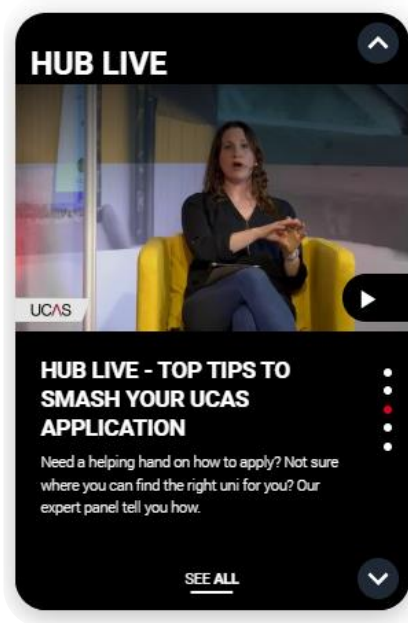 HUB LIVE
UCAS
HUB LIVE - TOP TIPS TO
SMASH YOUR UCAS
APPLICATION
Need a helping hand on how to apply? Not sure
where you can find the right uni for you? Our
expert panel tell you how.
SEE ALL